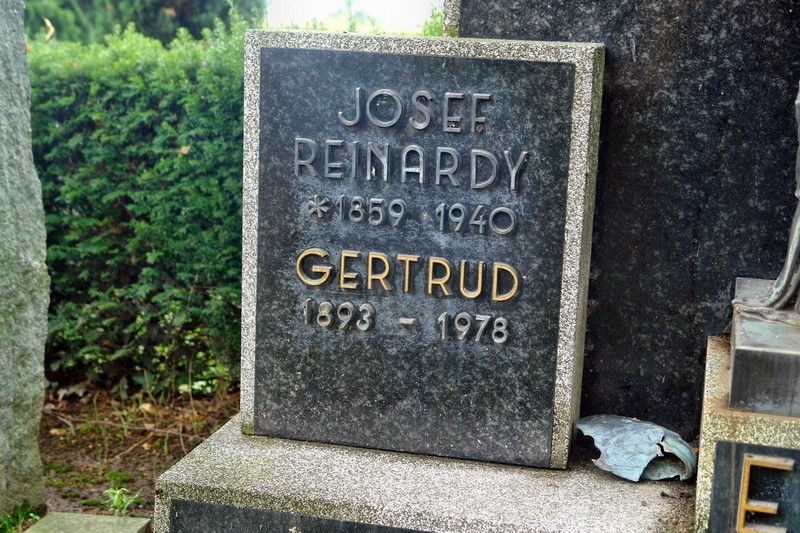 JOSEF
REINARDY
*1859 1940
GERTRUD
1893 - 1978
E